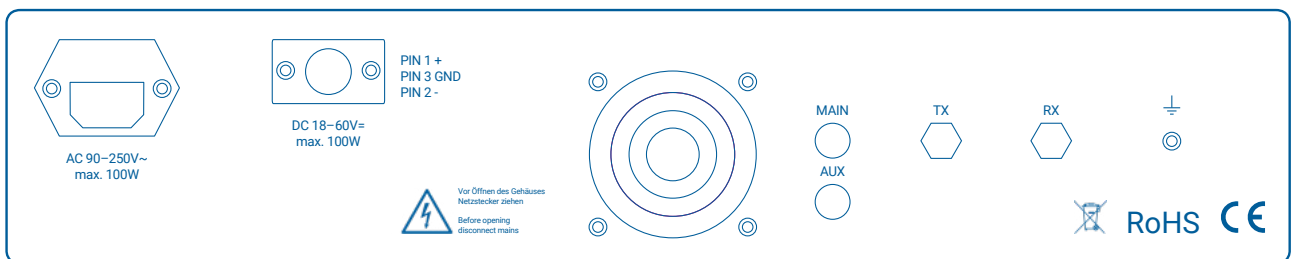 AC 90–250V~
max. 100W
PIN 1 +
PIN 3 GND
PIN 2 -
DC 18–60V=
max. 100W
Vor Öffnen des Gehäuses
Netzstecker ziehen
Before opening
disconnect mains
MAIN
AUX
TX
RX
RoHS
CE